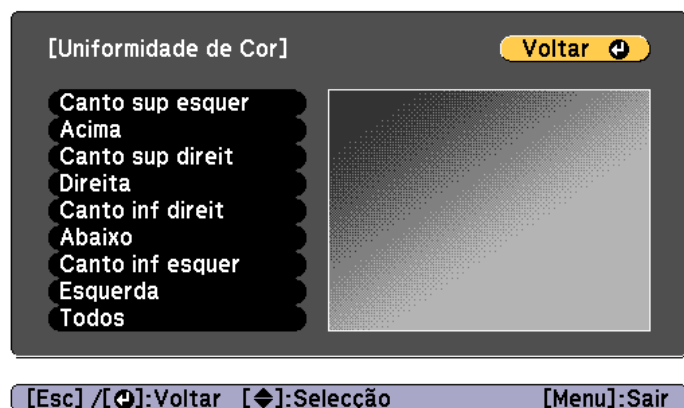 [Uniformidade de Cor]
Voltar
Canto sup esquer
Acima
Canto sup direit
Direita
Canto inf direit
Abaixo
Canto inf esquer
Esquerda
Todos
[Esc] /[⏎]:Voltar [◆]:Selecção [Menu]:Sair